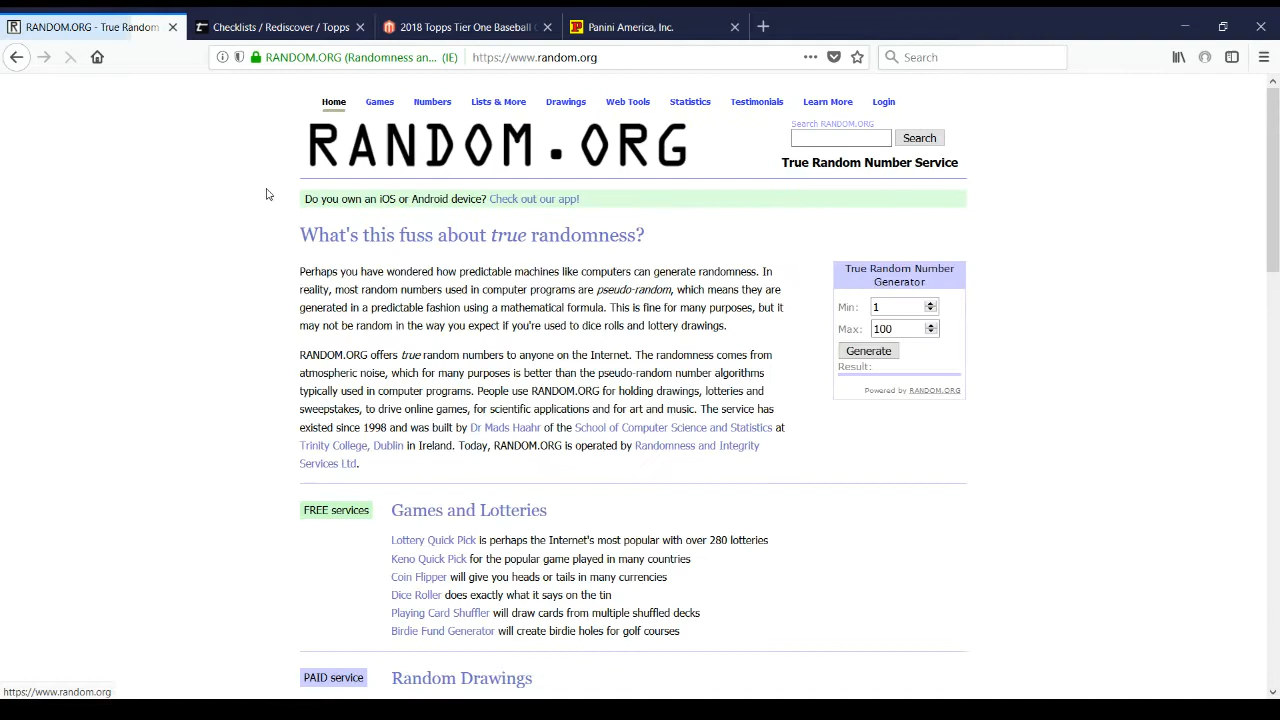 RANDOM.ORG - True Random
Checklists / Rediscover / Topps
2018 Topps Tier One Baseball
Panini America, Inc.
RANDOM.ORG (Randomness an... (IE)
https://www.random.org
Search
Home Games Numbers Lists & More Drawings Web Tools Statistics Testimonials Learn More Login
RANDOM.ORG
Search RANDOM.ORG
Search
True Random Number Service
Do you own an iOS or Android device? Check out our app!
What's this fuss about true randomness?
Perhaps you have wondered how predictable machines like computers can generate randomness. In
reality, most random numbers used in computer programs are pseudo-random, which means they are
generated in a predictable fashion using a mathematical formula. This is fine for many purposes, but it
may not be random in the way you expect if you're used to dice rolls and lottery drawings.
RANDOM.ORG offers true random numbers to anyone on the Internet. The randomness comes from
atmospheric noise, which for many purposes is better than the pseudo-random number algorithms
typically used in computer programs. People use RANDOM.ORG for holding drawings, lotteries and
sweepstakes, to drive online games, for scientific applications and for art and music. The service has
existed since 1998 and was built by Dr Mads Haahr of the School of Computer Science and Statistics at
Trinity College, Dublin in Ireland. Today, RANDOM.ORG is operated by Randomness and Integrity
Services Ltd.
True Random Number
Generator
Min: 1
Max: 100
Generate
Result:
Powered by RANDOM.ORG
FREE services
Games and Lotteries
Lottery Quick Pick is perhaps the Internet's most popular with over 280 lotteries
Keno Quick Pick for the popular game played in many countries
Coin Flipper will give you heads or tails in many currencies
Dice Roller does exactly what it says on the tin
Playing Card Shuffler will draw cards from multiple shuffled decks
Birdie Fund Generator will create birdie holes for golf courses
PAID service
Random Drawings
https://www.random.org